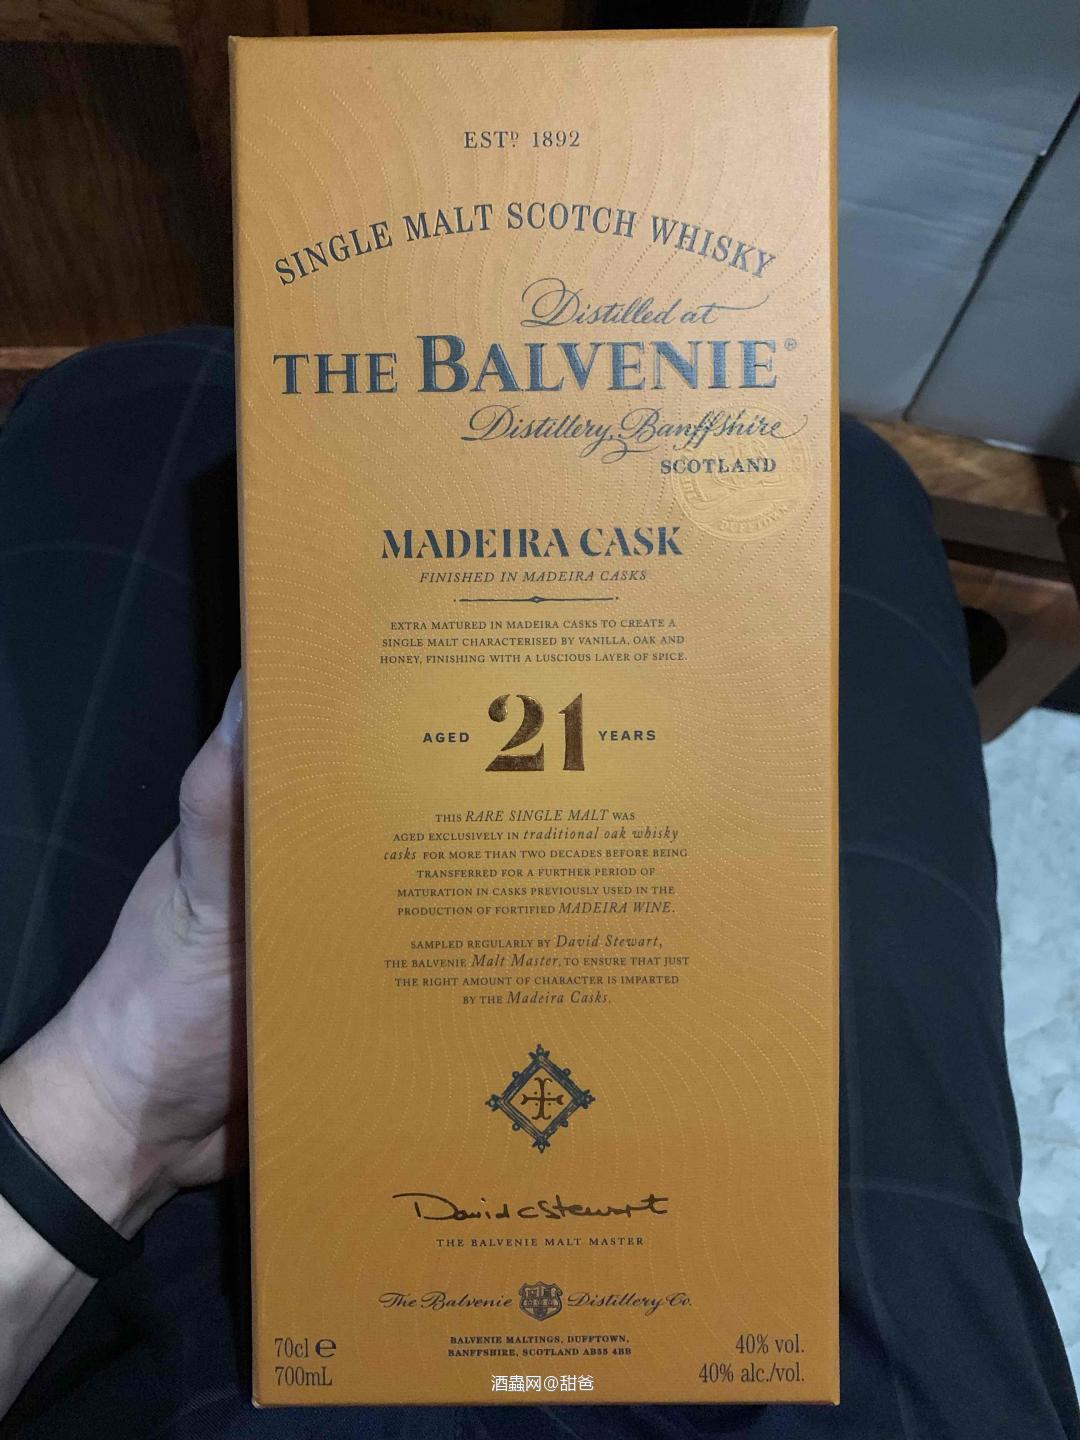 ESTᴰ 1892
SINGLE MALT SCOTCH WHISKY
Distilled at
THE BALVENIE®
Distillery, Banffshire
SCOTLAND
DUFFTOWN
MADEIRA CASK
FINISHED IN MADEIRA CASKS
EXTRA MATURED IN MADEIRA CASKS TO CREATE A
SINGLE MALT CHARACTERISED BY VANILLA, OAK AND
HONEY, FINISHING WITH A LUSCIOUS LAYER OF SPICE.
AGED 21 YEARS
THIS RARE SINGLE MALT WAS
AGED EXCLUSIVELY IN traditional oak whisky
casks FOR MORE THAN TWO DECADES BEFORE BEING
TRANSFERRED FOR A FURTHER PERIOD OF
MATURATION IN CASKS PREVIOUSLY USED IN THE
PRODUCTION OF FORTIFIED MADEIRA WINE.
SAMPLED REGULARLY BY David Stewart,
THE BALVENIE Malt Master, TO ENSURE THAT JUST
THE RIGHT AMOUNT OF CHARACTER IS IMPARTED
BY THE Madeira Casks.
David C Stewart
THE BALVENIE MALT MASTER
The Balvenie Distillery Co.
BALVENIE MALTINGS, DUFFTOWN,
BANFFSHIRE, SCOTLAND AB55 4BB
70cl e
700mL
40% vol.
40% alc./vol.
酒蟲网@甜爸